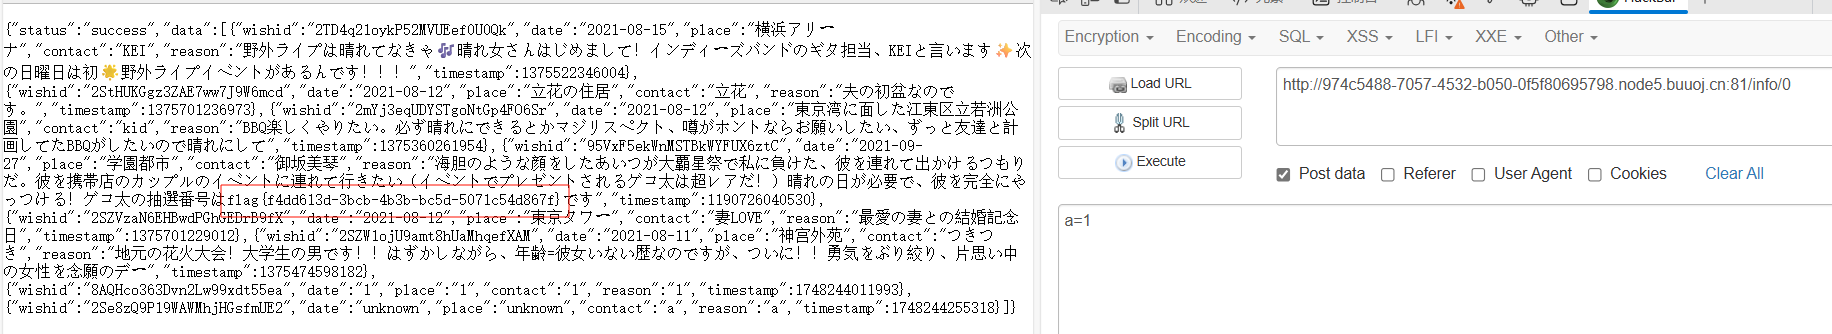 {"status":"success","data":[{"wishid":"2TD4q21oykP52MVUEef0U0Qk","date":"2021-08-15","place":"横浜アリー
ナ","contact":"KEI","reason":"野外ライブは晴れてなきゃ🎶晴れ女さんはじめまして！インディーズバンドのギタ担当、KEIと言います✨次
の日曜日は初🌟野外ライブイベントがあるんです！！！","timestamp":1375522346004},
{"wishid":"2StHUKGgz3ZAE7ww7J9W6mcd","date":"2021-08-12","place":"立花の住居","contact":"立花","reason":"夫の初盆なので
す。","timestamp":1375701236973},{"wishid":"2mYj3eqUDYSTgoNtGp4FO6Sr","date":"2021-08-12","place":"東京湾に面した江東区立若洲公
園","contact":"kid","reason":"BBQ楽しくやりたい。必ず晴れにできるとかマジリスペクト、噂がホントならお願いしたい、ずっと友達と計
画してたBBQがしたいので晴れにして","timestamp":1375360261954},{"wishid":"95VxF5ekWnMSTBkWYFUX6ztC","date":"2021-09-
27","place":"学園都市","contact":"御坂美琴","reason":"海胆のような顔をしたあいつが大覇星祭で私に負けた、彼を連れて出かけるつもり
だ。彼を携帯店のカップルのイベントに連れて行きたい（イベントでプレゼントされるゲコ太は超レアだ！）晴れの日が必要で、彼を完全にや
っつける！ゲコ太の抽選番号はflag{f4dd613d-3bcb-4b3b-bc5d-5071c54d867f}です","timestamp":1190726040530},
{"wishid":"2SZVzaN6EHBwdPGhGEDrB9fX","date":"2021-08-12","place":"東京タワー","contact":"妻LOVE","reason":"最愛の妻との結婚記念
日","timestamp":1375701229012},{"wishid":"2SZW1ojU9amt8hUaMhqefXAM","date":"2021-08-11","place":"神宮外苑","contact":"つきつ
き","reason":"地元の花火大会！大学生の男です！！はずかしながら、年齢=彼女いない歴なのですが、ついに！！勇気をふり絞り、片思い中
の女性を念願のデー","timestamp":1375474598182},
{"wishid":"8AQHco363Dvn2Lw99xdt55ea","date":"1","place":"1","contact":"1","reason":"1","timestamp":1748244011993},
{"wishid":"2Se8zQ9P19WAWMhjHGsfmUE2","date":"unknown","place":"unknown","contact":"a","reason":"a","timestamp":1748244255318}]}
HackBar
Encryption Encoding SQL XSS LFI XXE Other
Load URL
http://974c5488-7057-4532-b050-0f5f80695798.node5.buuoj.cn:81/info/0
Split URL
Execute
Post data Referer User Agent Cookies Clear All
a=1